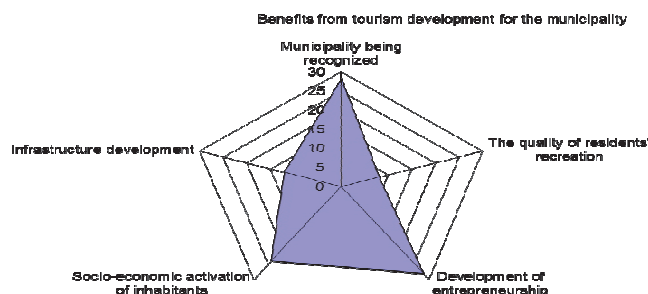 Benefits from tourism development for the municipality
Municipality being
recognized
30
25
20
15
10
5
0
Infrastructure development
The quality of residents'
recreation
Socio-economic activation
of inhabitants
Development of
entrepreneurship